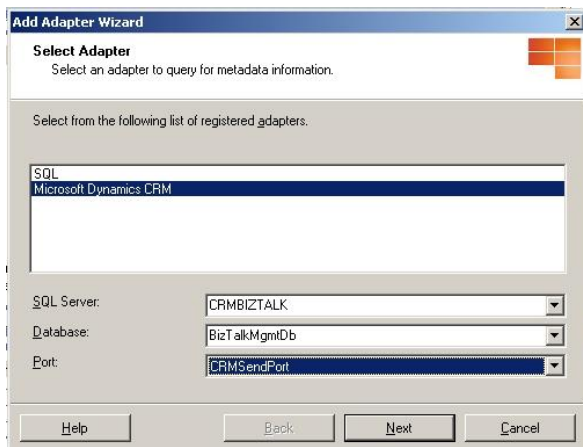 Add Adapter Wizard
Select Adapter
Select an adapter to query for metadata information.
Select from the following list of registered adapters.
SQL
Microsoft Dynamics CRM
SQL Server: CRMBIZTALK
Database: BizTalkMgmtDb
Port: CRMSendPort
Help Back Next Cancel